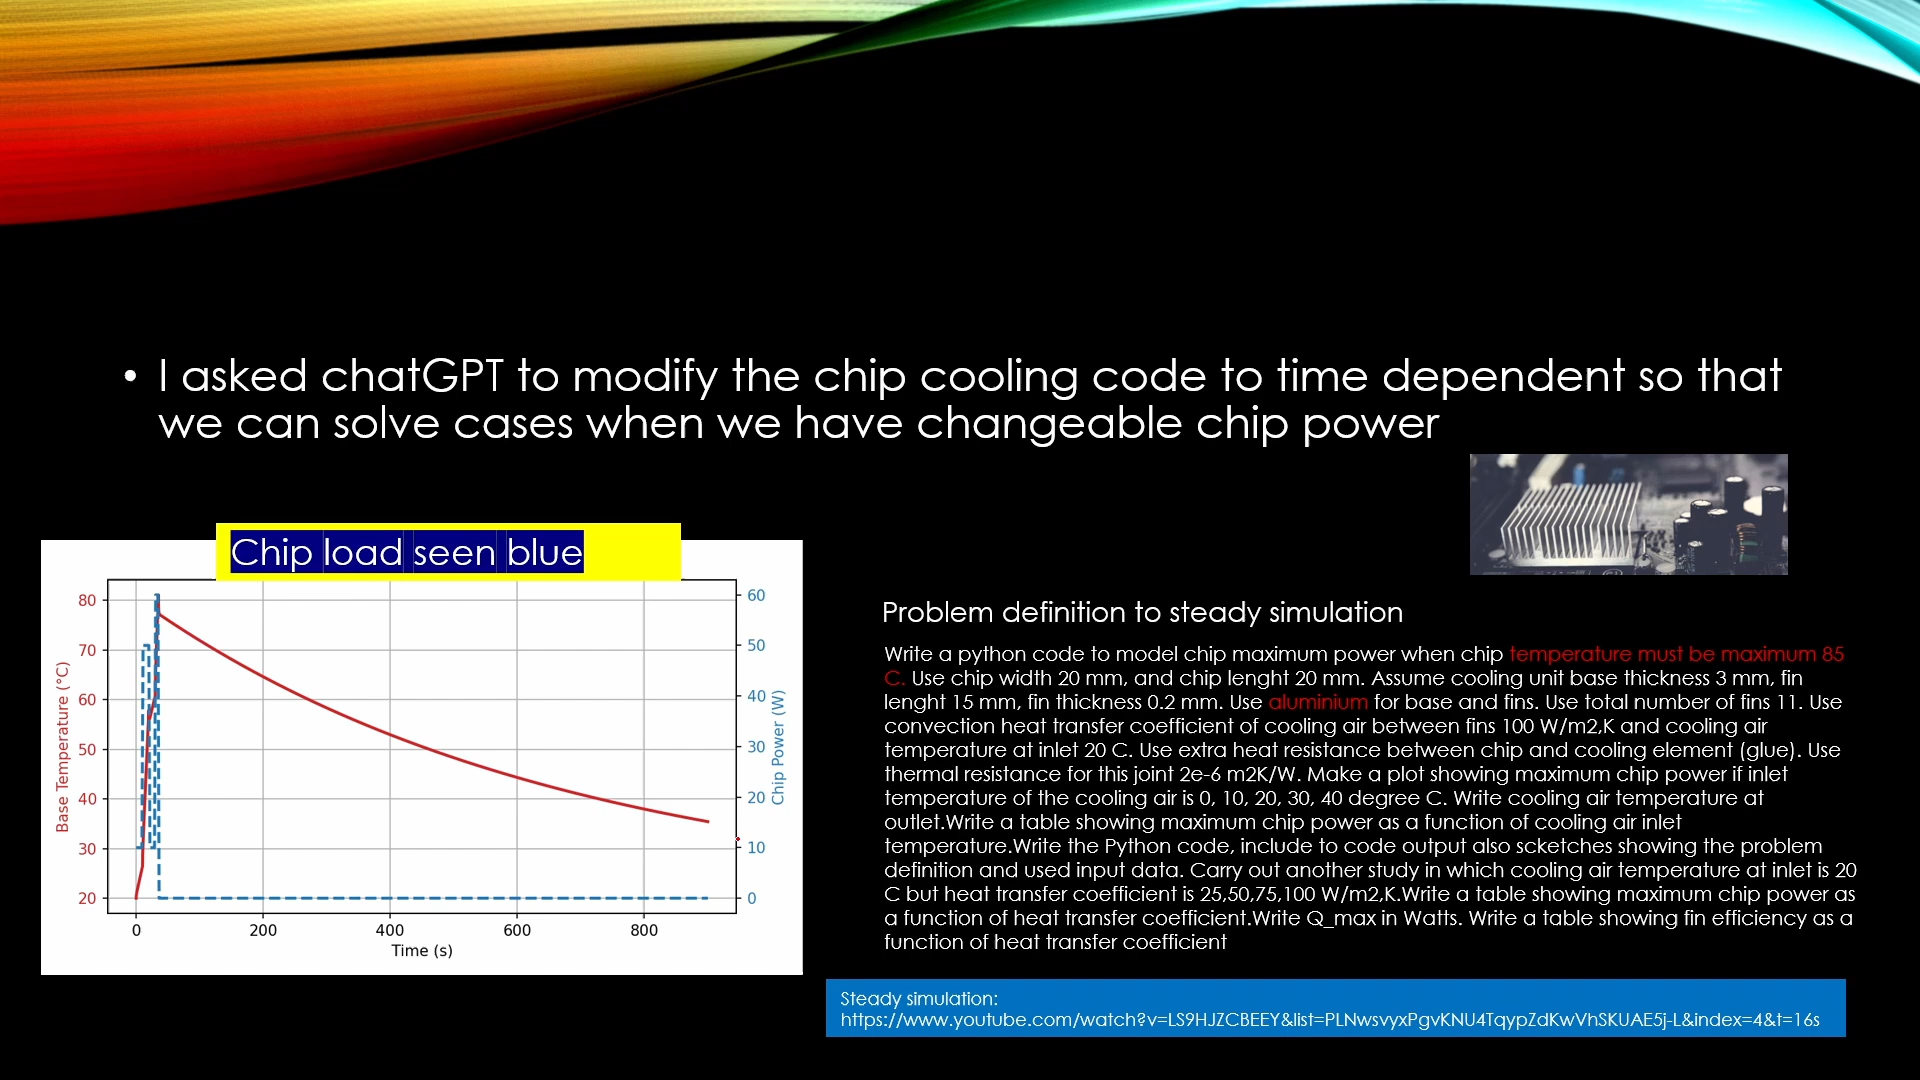 • I asked chatGPT to modify the chip cooling code to time dependent so that
we can solve cases when we have changeable chip power
Chip load seen blue
80
70
60
50
40
30
20
Base Temperature (°C)
60
50
40
30
20
10
0
Chip Power (W)
0
200
400
600
800
Time (s)
Problem definition to steady simulation
Write a python code to model chip maximum power when chip temperature must be maximum 85
C. Use chip width 20 mm, and chip lenght 20 mm. Assume cooling unit base thickness 3 mm, fin
lenght 15 mm, fin thickness 0.2 mm. Use aluminium for base and fins. Use total number of fins 11. Use
convection heat transfer coefficient of cooling air between fins 100 W/m2,K and cooling air
temperature at inlet 20 C. Use extra heat resistance between chip and cooling element (glue). Use
thermal resistance for this joint 2e-6 m2K/W. Make a plot showing maximum chip power if inlet
temperature of the cooling air is 0, 10, 20, 30, 40 degree C. Write cooling air temperature at
outlet.Write a table showing maximum chip power as a function of cooling air inlet
temperature.Write the Python code, include to code output also scketches showing the problem
definition and used input data. Carry out another study in which cooling air temperature at inlet is 20
C but heat transfer coefficient is 25,50,75,100 W/m2,K.Write a table showing maximum chip power as
a function of heat transfer coefficient.Write Q_max in Watts. Write a table showing fin efficiency as a
function of heat transfer coefficient
Steady simulation:
https://www.youtube.com/watch?v=LS9HJZCBEEY&list=PLNwsvyxPgvKNU4TqypZdKwVhSKUAE5j-L&index=4&t=16s